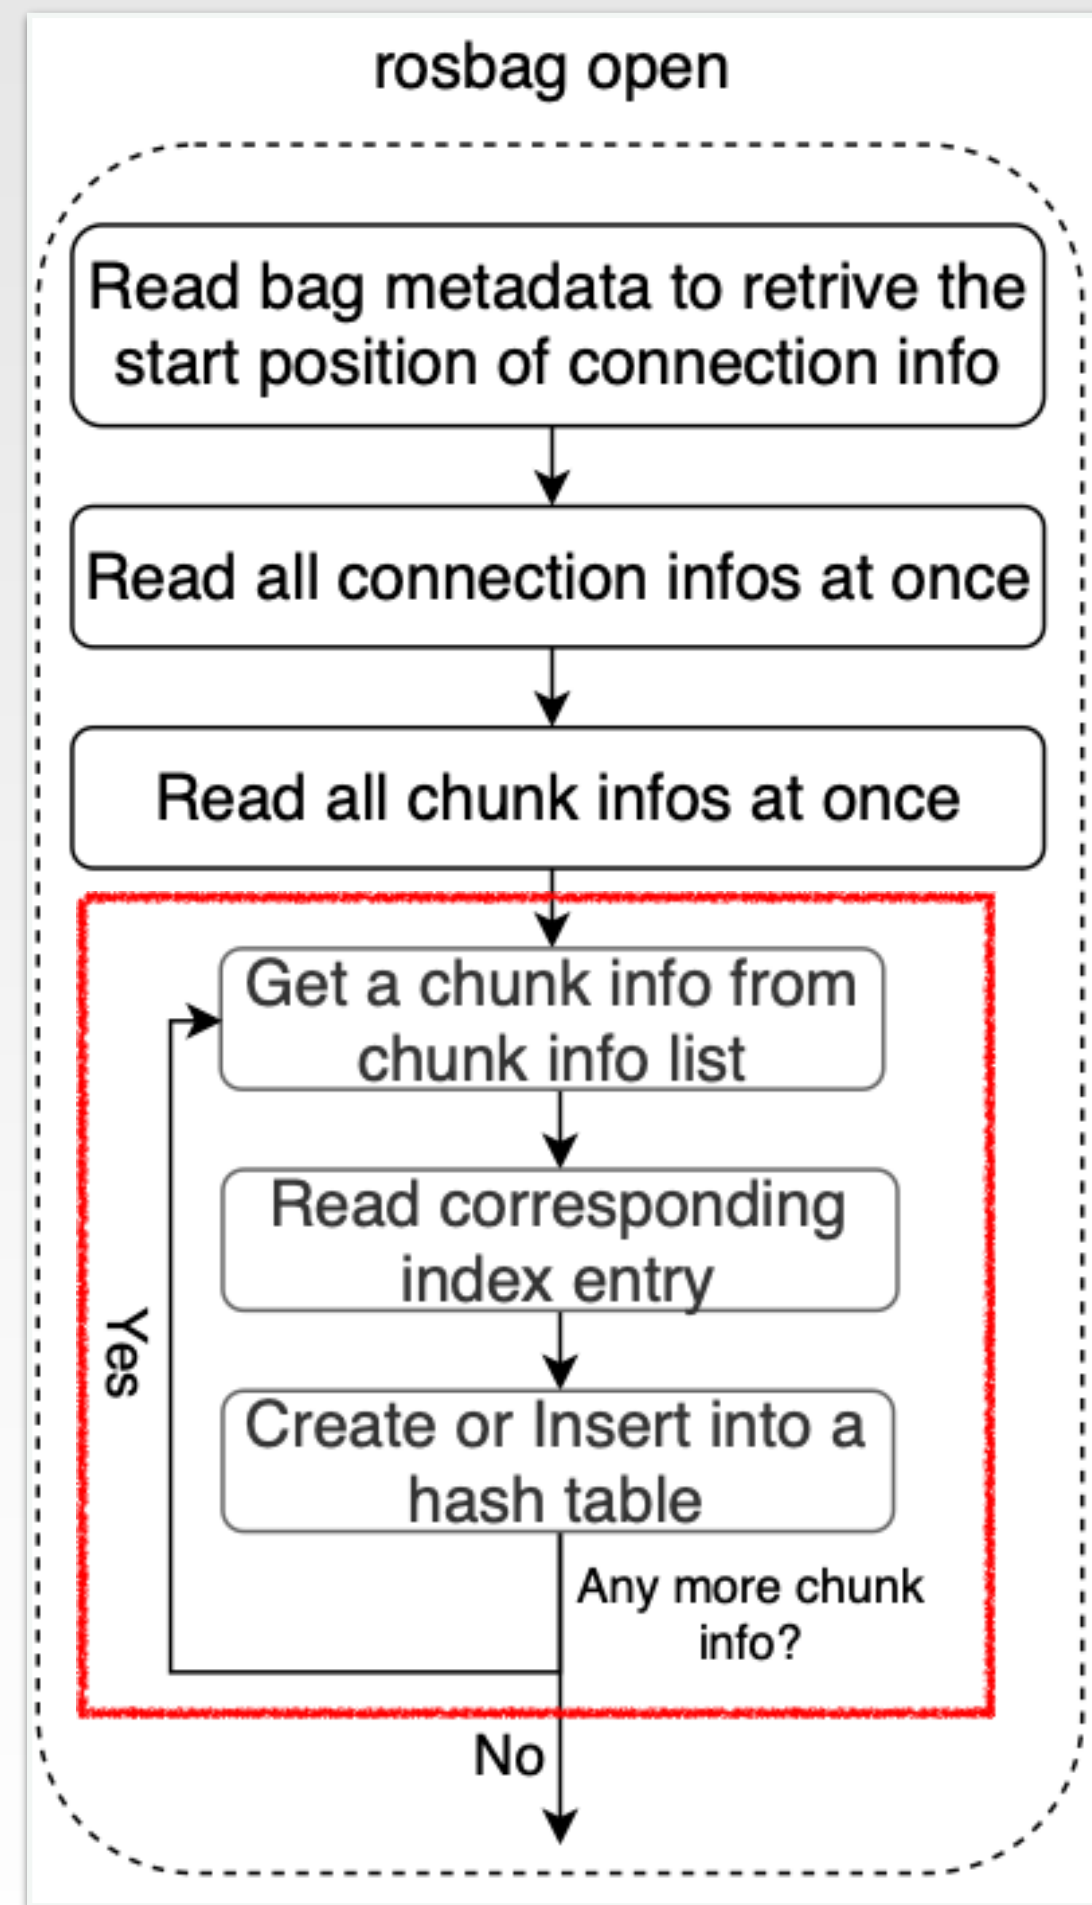 rosbag open
Read bag metadata to retrive the
start position of connection info
Read all connection infos at once
Read all chunk infos at once
Get a chunk info from
chunk info list
Read corresponding
index entry
Yes
Create or Insert into a
hash table
Any more chunk
info?
No